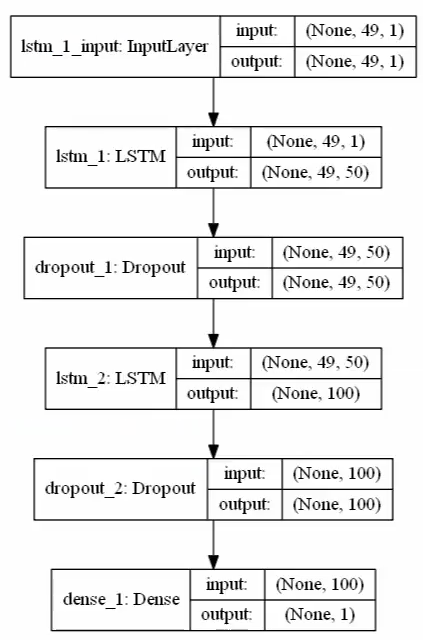 lstm_1_input: InputLayer
input: (None, 49, 1)
output: (None, 49, 1)
lstm_1: LSTM
input: (None, 49, 1)
output: (None, 49, 50)
dropout_1: Dropout
input: (None, 49, 50)
output: (None, 49, 50)
lstm_2: LSTM
input: (None, 49, 50)
output: (None, 100)
dropout_2: Dropout
input: (None, 100)
output: (None, 100)
dense_1: Dense
input: (None, 100)
output: (None, 1)